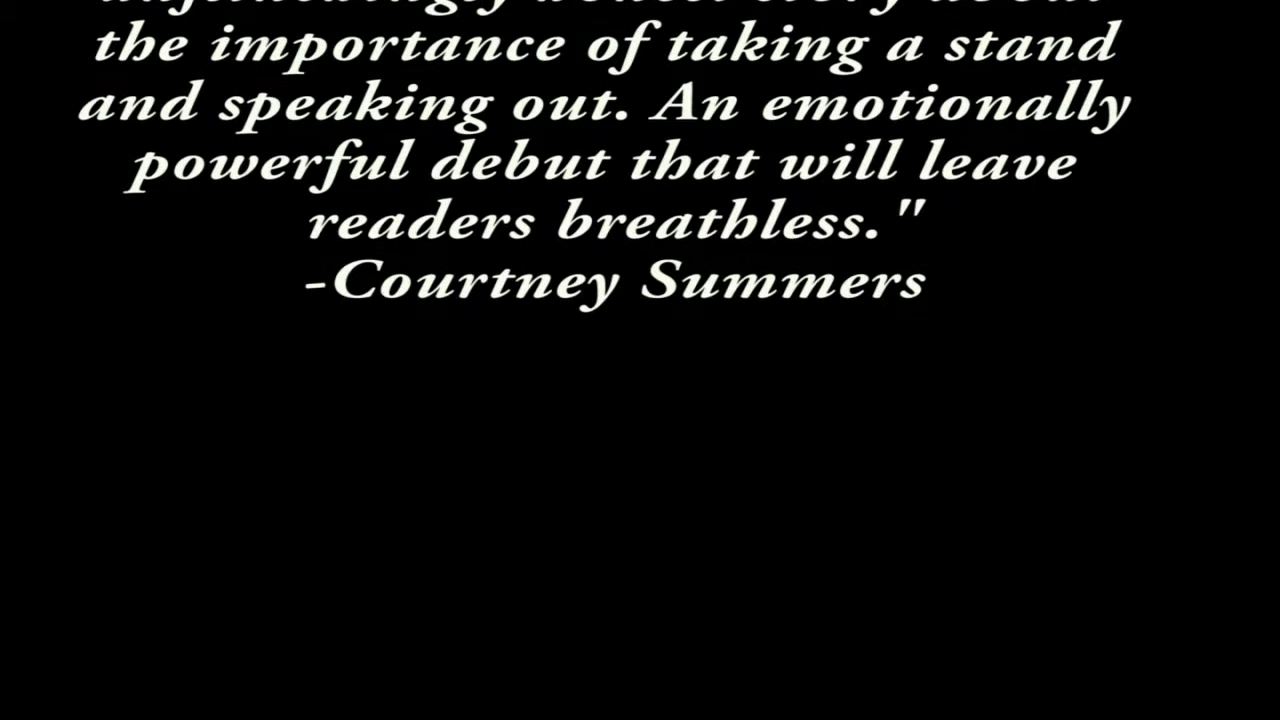 the importance of taking a stand
and speaking out. An emotionally
powerful debut that will leave
readers breathless."
-Courtney Summers